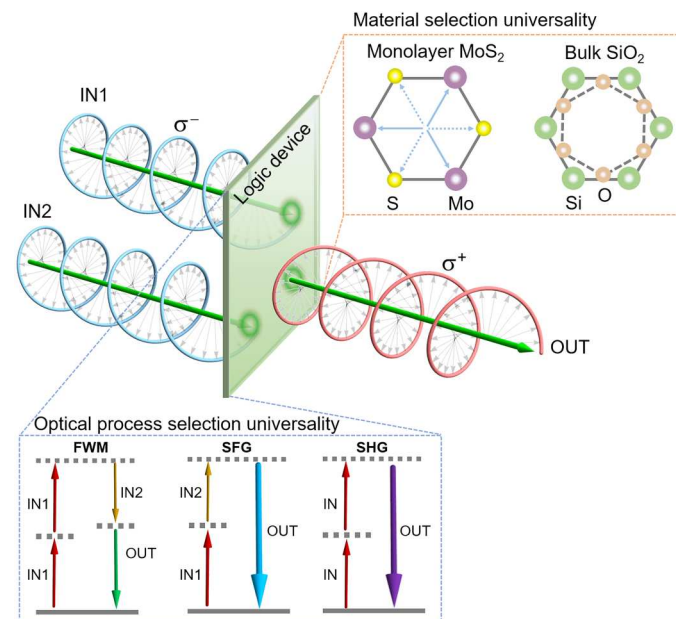 Material selection universality
Monolayer MoS₂
Bulk SiO₂
S
Mo
Si
O
IN1
σ⁻
Logic device
IN2
σ⁺
OUT
Optical process selection universality
FWM
IN1
IN2
IN1
OUT
SFG
IN2
OUT
IN1
SHG
IN
OUT
IN